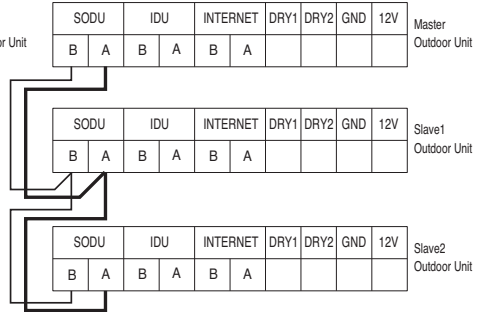 SODU IDU INTERNET DRY1 DRY2 GND 12V
Master
or Unit
Outdoor Unit
B A B A B A
SODU IDU INTERNET DRY1 DRY2 GND 12V
Slave1
Outdoor Unit
B A B A B A
SODU IDU INTERNET DRY1 DRY2 GND 12V
Slave2
Outdoor Unit
B A B A B A